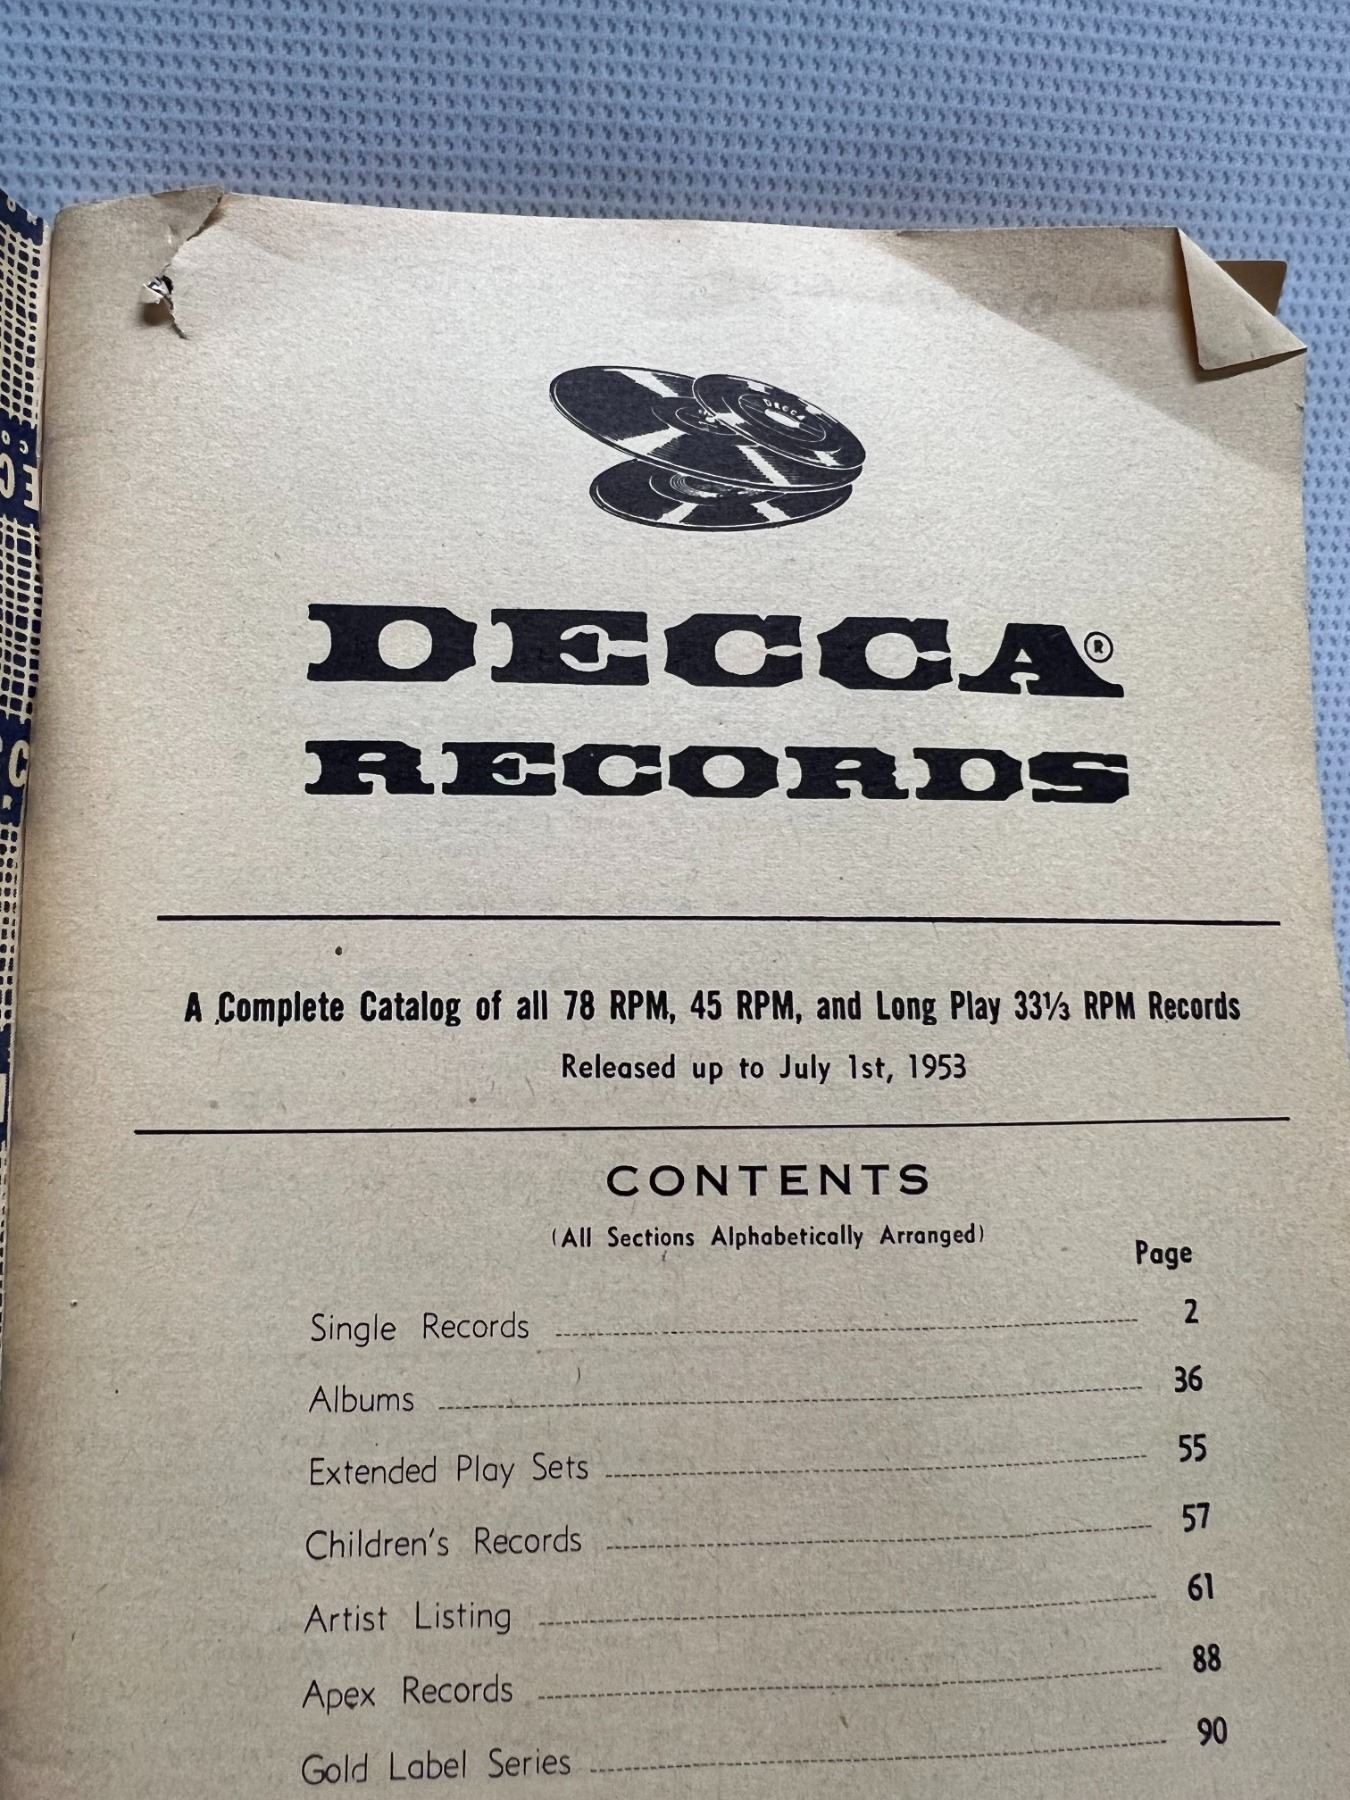 DECCA
DECCA®
RECORDS
A Complete Catalog of all 78 RPM, 45 RPM, and Long Play 33⅓ RPM Records
Released up to July 1st, 1953
CONTENTS
(All Sections Alphabetically Arranged)
Page
Single Records 2
Albums 36
Extended Play Sets 55
Children's Records 57
Artist Listing 61
Apex Records 88
Gold Label Series 90